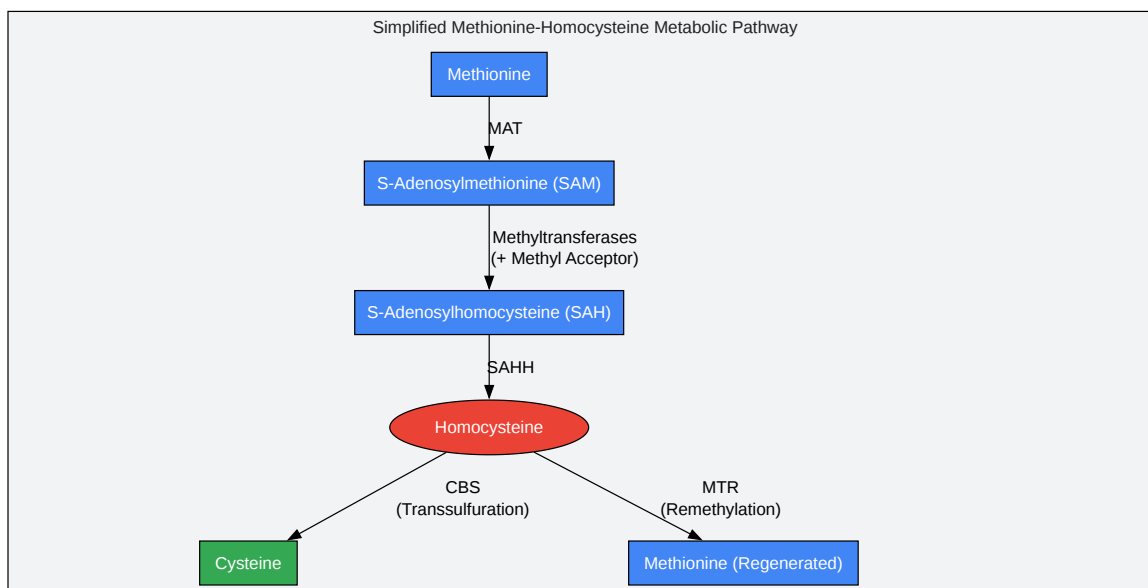 Simplified Methionine-Homocysteine Metabolic Pathway
Methionine
MAT
S-Adenosylmethionine (SAM)
Methyltransferases
(+ Methyl Acceptor)
S-Adenosylhomocysteine (SAH)
SAHH
Homocysteine
CBS
(Transsulfuration)
MTR
(Remethylation)
Cysteine
Methionine (Regenerated)